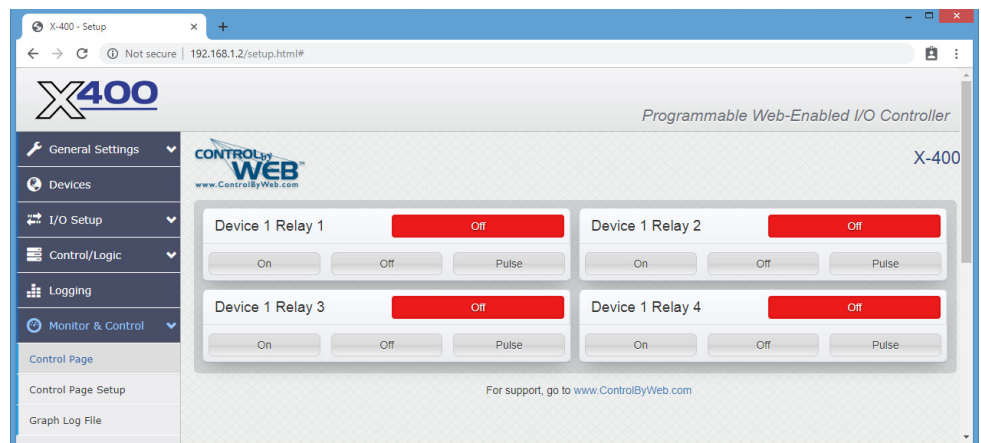 X-400 - Setup
Not secure | 192.168.1.2/setup.html#
X400
Programmable Web-Enabled I/O Controller
General Settings
Devices
I/O Setup
Control/Logic
Logging
Monitor & Control
Control Page
Control Page Setup
Graph Log File
CONTROL by WEB™
www.ControlByWeb.com
X-400
Device 1 Relay 1 Off
On Off Pulse
Device 1 Relay 2 Off
On Off Pulse
Device 1 Relay 3 Off
On Off Pulse
Device 1 Relay 4 Off
On Off Pulse
For support, go to www.ControlByWeb.com